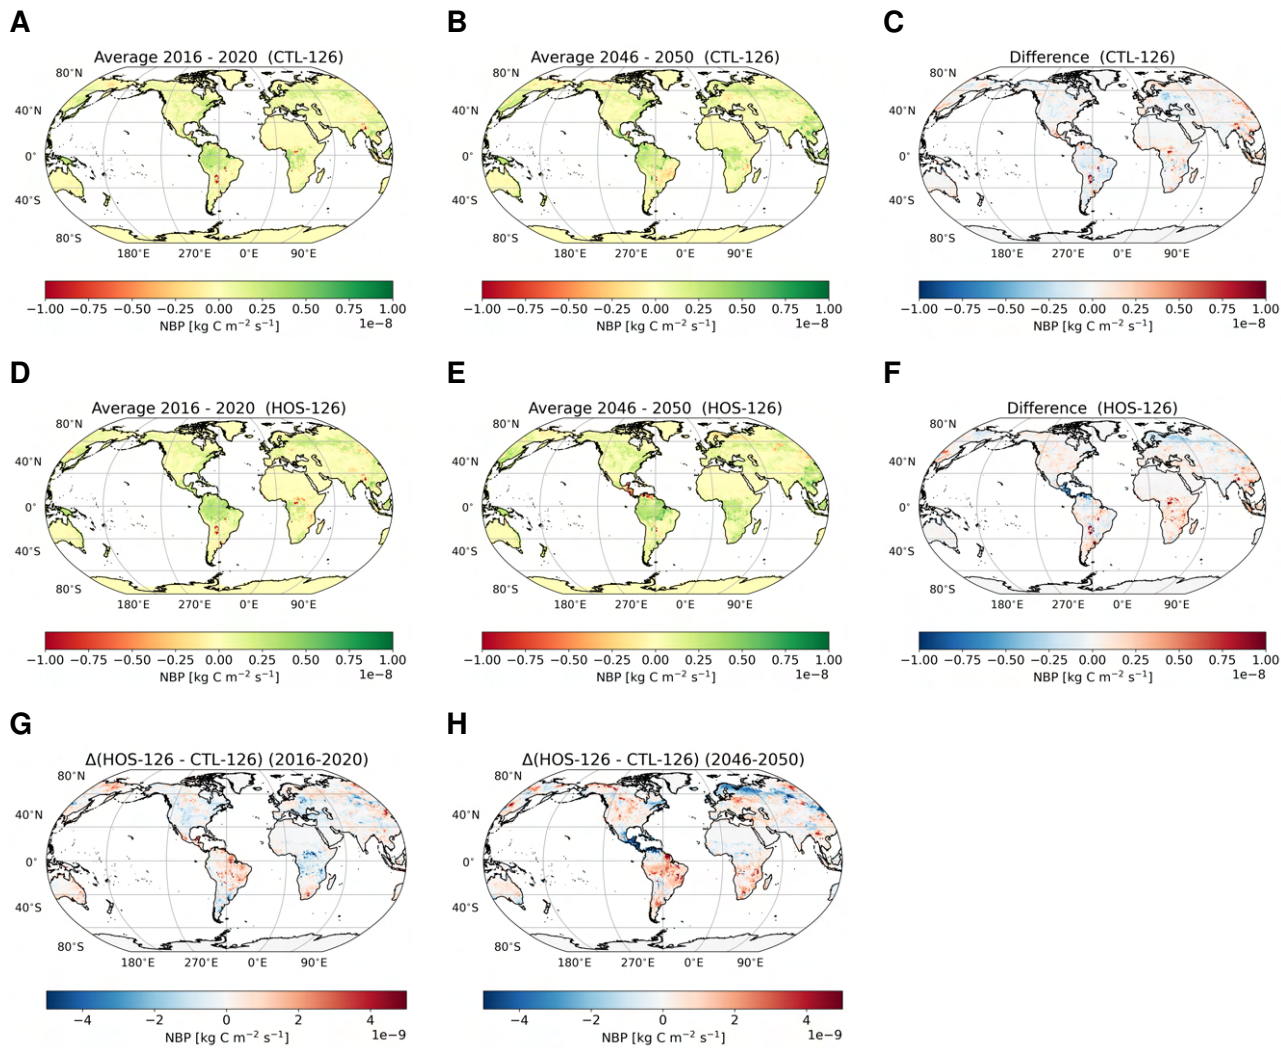 A
B
C
Average 2016 - 2020 (CTL-126)
Average 2046 - 2050 (CTL-126)
Difference (CTL-126)
80°N
40°N
0°
40°S
80°S
180°E 270°E 0°E 90°E
80°N
40°N
0°
40°S
80°S
180°E 270°E 0°E 90°E
80°N
40°N
0°
40°S
80°S
180°E 270°E 0°E 90°E
−1.00 −0.75 −0.50 −0.25 0.00 0.25 0.50 0.75 1.00
NBP [kg C m⁻² s⁻¹] 1e−8
−1.00 −0.75 −0.50 −0.25 0.00 0.25 0.50 0.75 1.00
NBP [kg C m⁻² s⁻¹] 1e−8
−1.00 −0.75 −0.50 −0.25 0.00 0.25 0.50 0.75 1.00
NBP [kg C m⁻² s⁻¹] 1e−8
D
E
F
Average 2016 - 2020 (HOS-126)
Average 2046 - 2050 (HOS-126)
Difference (HOS-126)
80°N
40°N
0°
40°S
80°S
180°E 270°E 0°E 90°E
80°N
40°N
0°
40°S
80°S
180°E 270°E 0°E 90°E
80°N
40°N
0°
40°S
80°S
180°E 270°E 0°E 90°E
−1.00 −0.75 −0.50 −0.25 0.00 0.25 0.50 0.75 1.00
NBP [kg C m⁻² s⁻¹] 1e−8
−1.00 −0.75 −0.50 −0.25 0.00 0.25 0.50 0.75 1.00
NBP [kg C m⁻² s⁻¹] 1e−8
−1.00 −0.75 −0.50 −0.25 0.00 0.25 0.50 0.75 1.00
NBP [kg C m⁻² s⁻¹] 1e−8
G
H
Δ(HOS-126 - CTL-126) (2016-2020)
Δ(HOS-126 - CTL-126) (2046-2050)
80°N
40°N
0°
40°S
80°S
180°E 270°E 0°E 90°E
80°N
40°N
0°
40°S
80°S
180°E 270°E 0°E 90°E
−4 −2 0 2 4
NBP [kg C m⁻² s⁻¹] 1e−9
−4 −2 0 2 4
NBP [kg C m⁻² s⁻¹] 1e−9